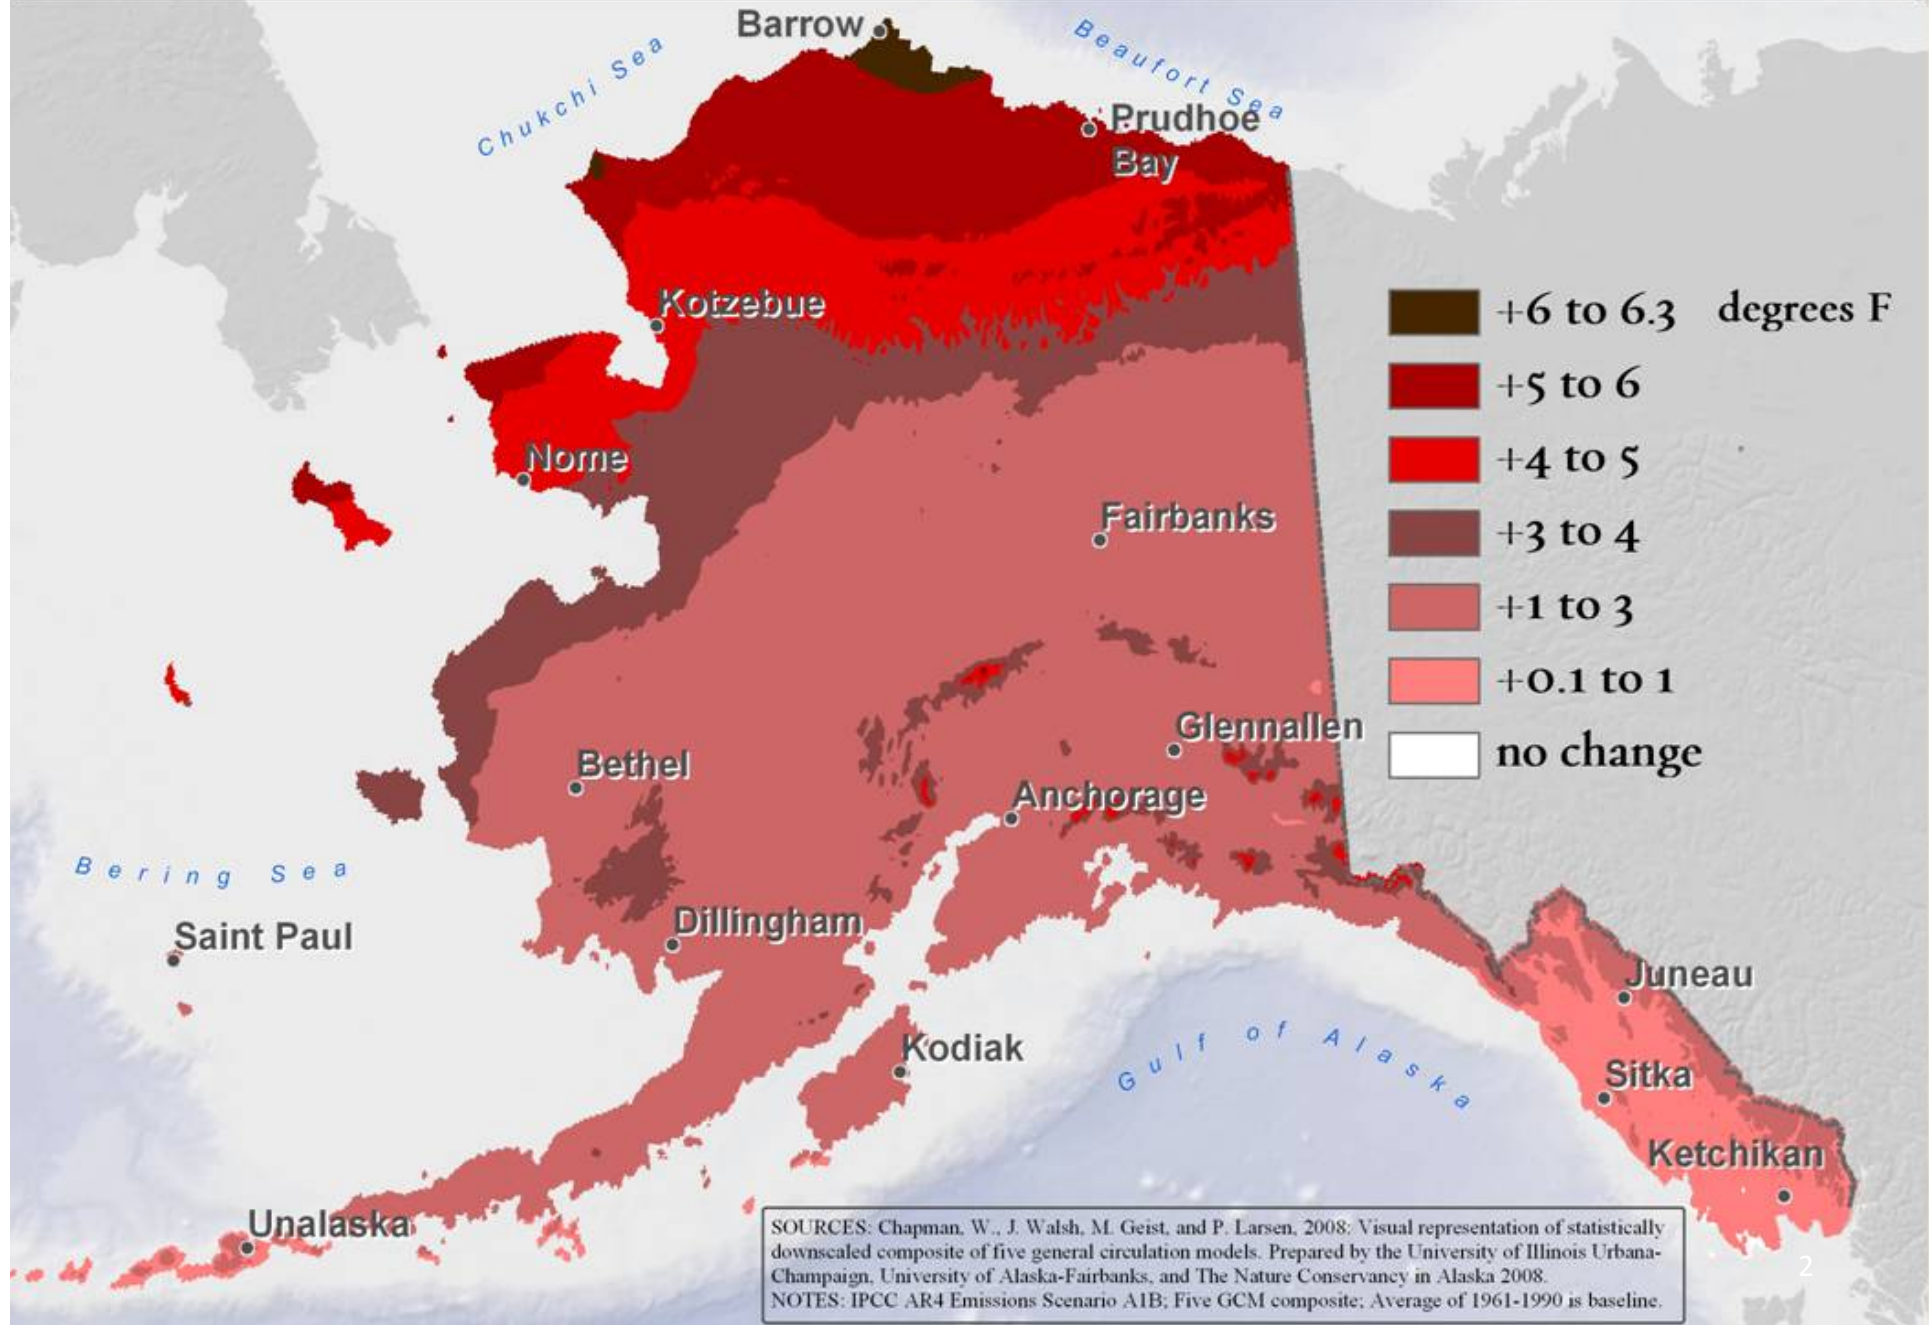 Barrow
Chukchi Sea
Beaufort Sea
Prudhoe
Bay
Kotzebue
+6 to 6.3 degrees F
+5 to 6
+4 to 5
Nome
Fairbanks
+3 to 4
+1 to 3
+0.1 to 1
Glennallen
no change
Bethel
Anchorage
Bering Sea
Saint Paul
Dillingham
Juneau
Kodiak
Gulf of Alaska
Sitka
Ketchikan
Unalaska
SOURCES: Chapman, W., J. Walsh, M. Geist, and P. Larsen, 2008: Visual representation of statistically
downscaled composite of five general circulation models. Prepared by the University of Illinois Urbana-
Champaign, University of Alaska-Fairbanks, and The Nature Conservancy in Alaska 2008.
NOTES: IPCC AR4 Emissions Scenario A1B; Five GCM composite; Average of 1961-1990 is baseline.
2